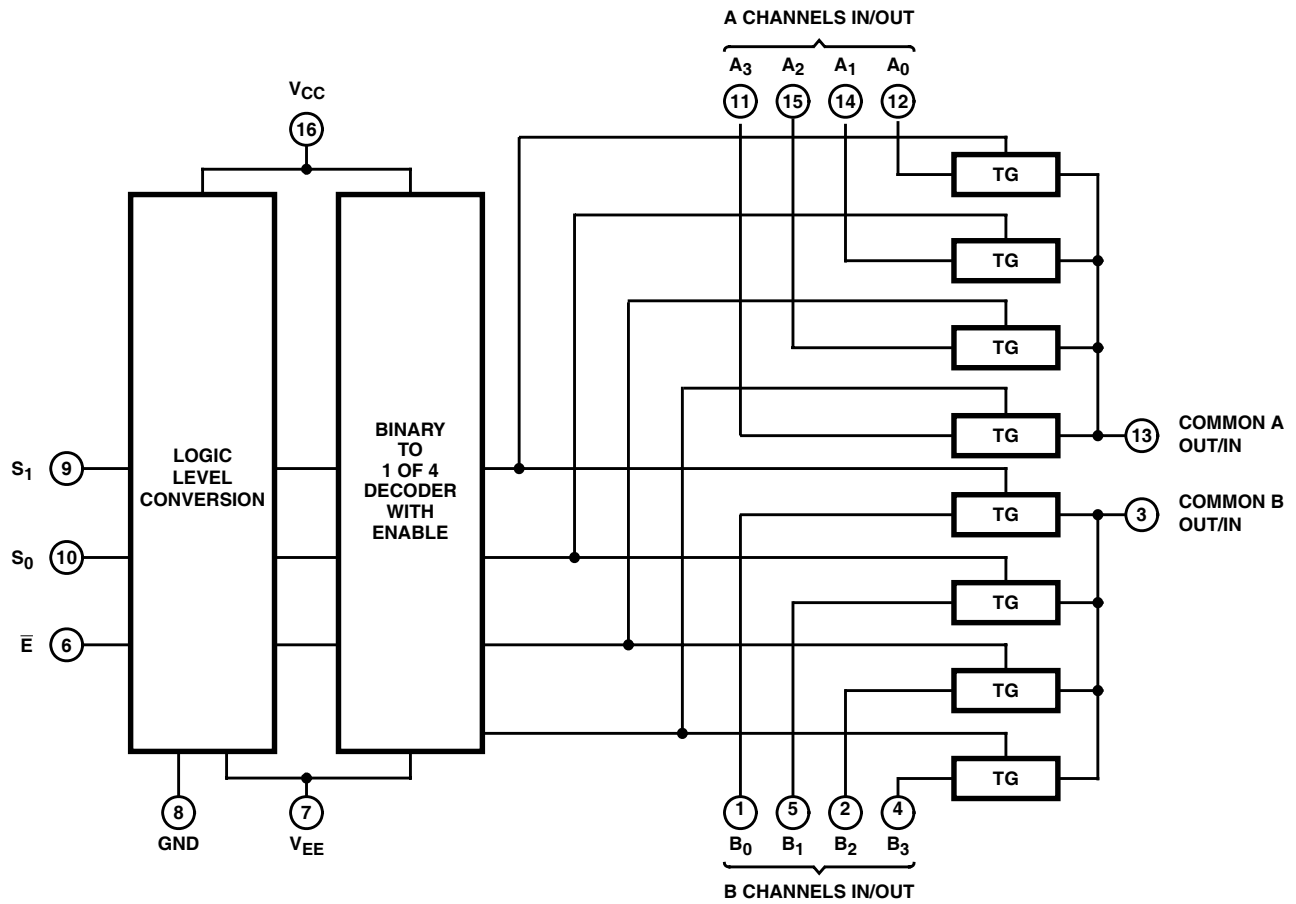 A CHANNELS IN/OUT
A3 A2 A1 A0
11 15 14 12
VCC
16
TG
TG
TG
TG
13 COMMON A
OUT/IN
LOGIC
LEVEL
CONVERSION
BINARY
TO
1 OF 4
DECODER
WITH
ENABLE
S1 9
S0 10
E̅ 6
TG
3 COMMON B
OUT/IN
TG
TG
TG
8
GND
7
VEE
1 5 2 4
B0 B1 B2 B3
B CHANNELS IN/OUT